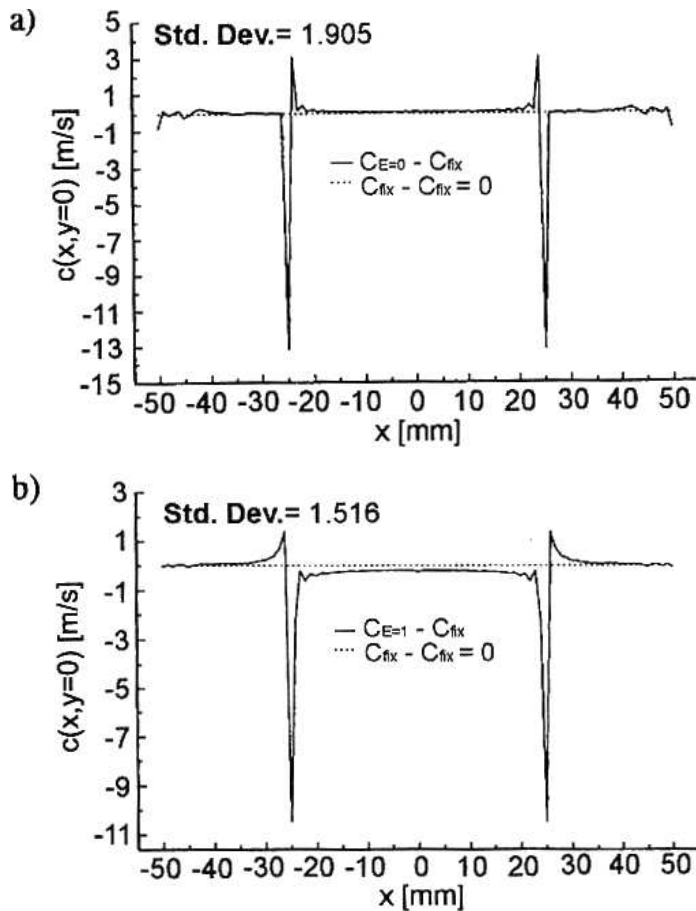 a)
Std. Dev.= 1.905
c(x,y=0) [m/s]
5
3
1
-1
-3
-5
-7
-9
-11
-13
-15
C_E=0 - C_fix
C_fix - C_fix = 0
-50 -40 -30 -20 -10 0 10 20 30 40 50
x [mm]
b)
Std. Dev.= 1.516
c(x,y=0) [m/s]
3
1
-1
-3
-5
-7
-9
-11
C_E=1 - C_fix
C_fix - C_fix = 0
-50 -40 -30 -20 -10 0 10 20 30 40 50
x [mm]